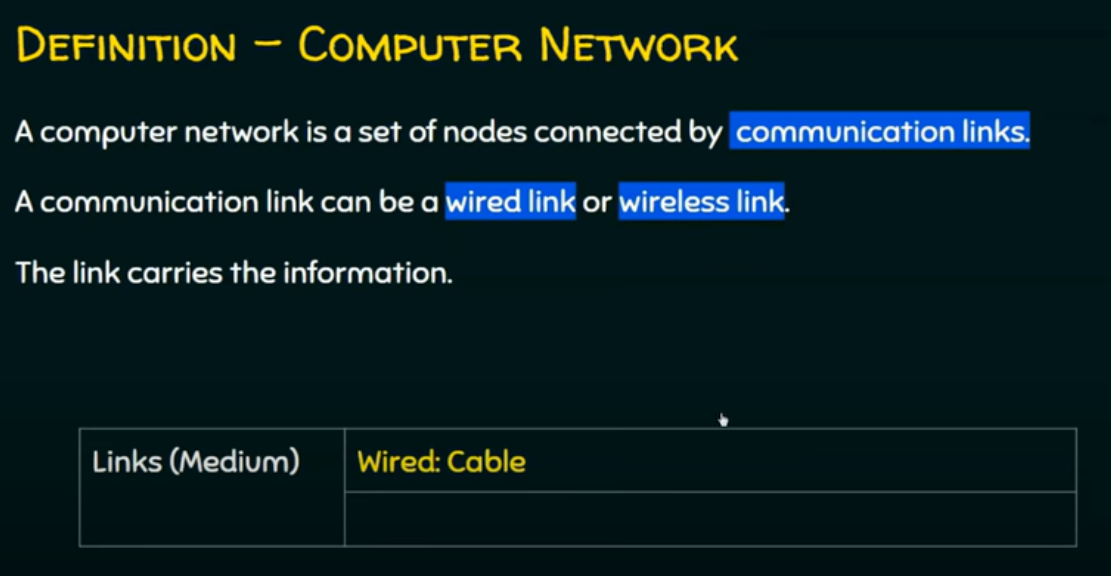 DEFINITION – COMPUTER NETWORK
A computer network is a set of nodes connected by communication links.
A communication link can be a wired link or wireless link.
The link carries the information.
Links (Medium)
Wired: Cable